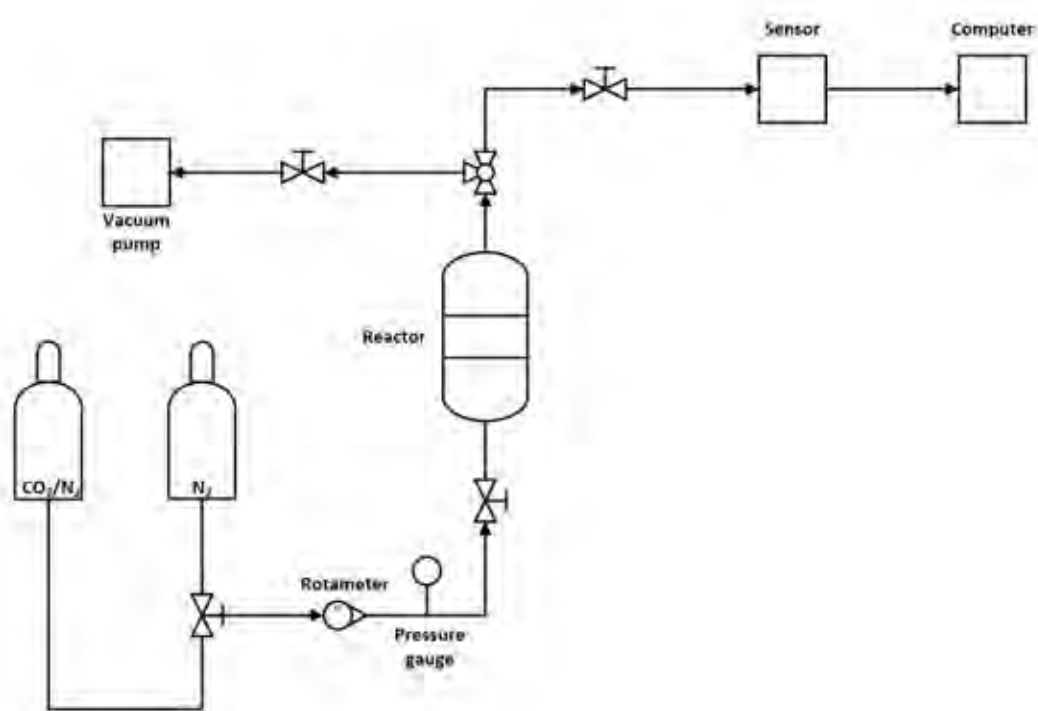 Sensor
Computer
Vacuum
pump
Reactor
CO₂/N₂
N₂
Rotameter
Pressure
gauge